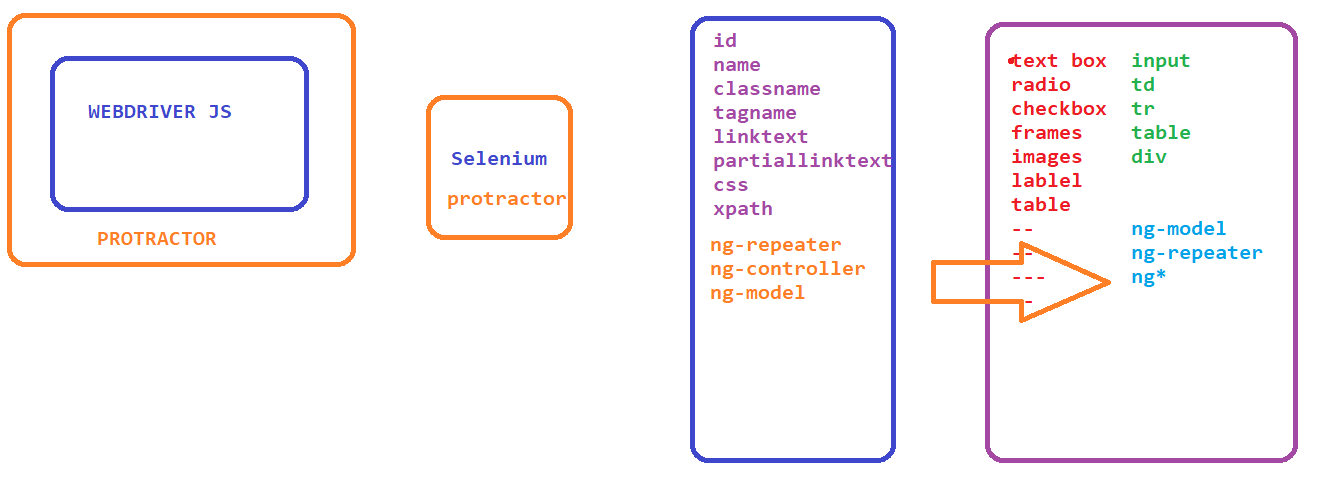 WEBDRIVER JS
PROTRACTOR
Selenium
protractor
id
name
classname
tagname
linktext
partiallinktext
css
xpath
ng-repeater
ng-controller
ng-model
text box
radio
checkbox
frames
images
lablel
table
--
--
---
--
input
td
tr
table
div
ng-model
ng-repeater
ng*